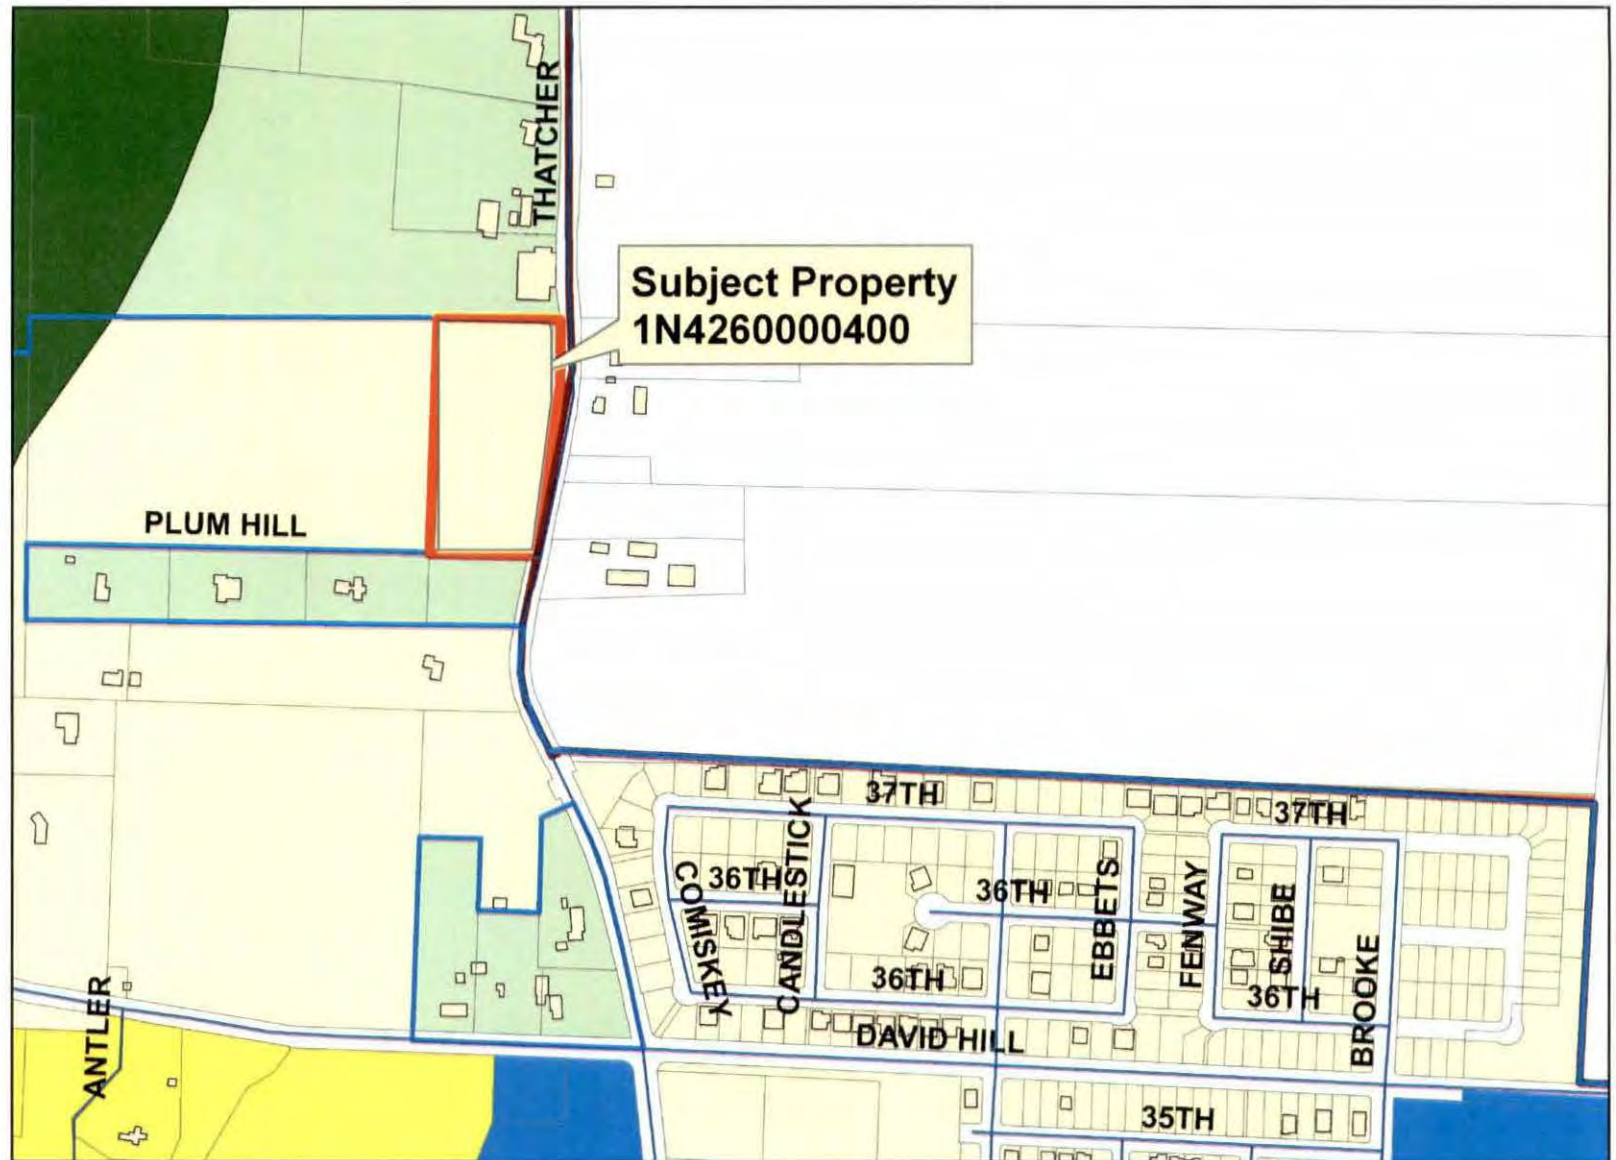 THATCHER
Subject Property
1N4260000400
PLUM HILL
37TH
37TH
COMISKEY
36TH
CANDLESTICK
36TH
EBBETS
FENWAY
SHIBE
36TH
36TH
BROOKE
ANTLER
DAVID HILL
35TH